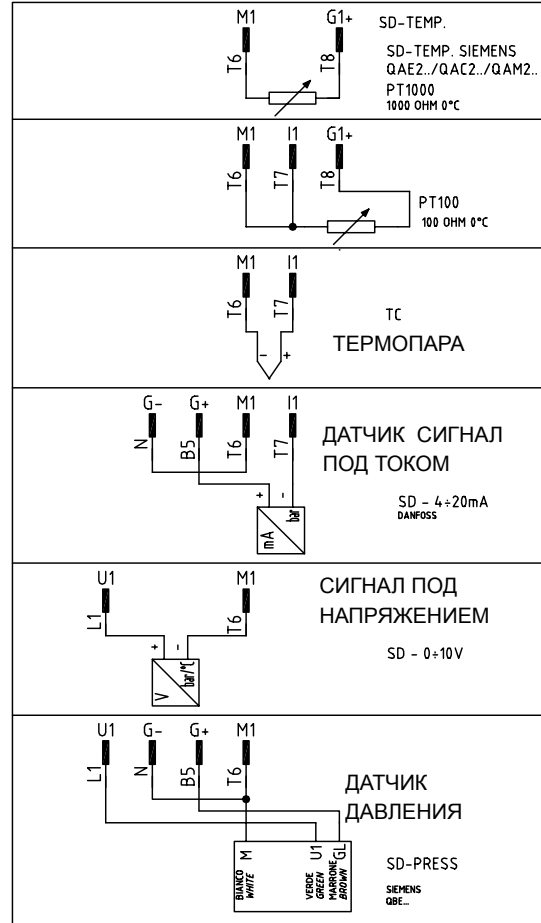 M1 G1+ SD-TEMP.
T6 T8
SD-TEMP. SIEMENS
QAE2../QAC2../QAM2..
PT1000
1000 OHM 0°C
M1 I1 G1+
T6 T7 T8
PT100
100 OHM 0°C
M1 I1
T6 T7
TC
ТЕРМОПАРА
- +
G- G+ M1 I1
N B5 T6 T7
ДАТЧИК СИГНАЛ
ПОД ТОКОМ
+ -
mA bar
SD - 4÷20mA
DANFOSS
U1 M1
L1 T6
СИГНАЛ ПОД
НАПРЯЖЕНИЕМ
+ -
V bar/°C
SD - 0÷10V
U1 G- G+ M1
L1 N B5 T6
ДАТЧИК
ДАВЛЕНИЯ
M U1 GL
BIANCO VERDE MARRONE
WHITE GREEN BROWN
SD-PRESS
SIEMENS
QBE...